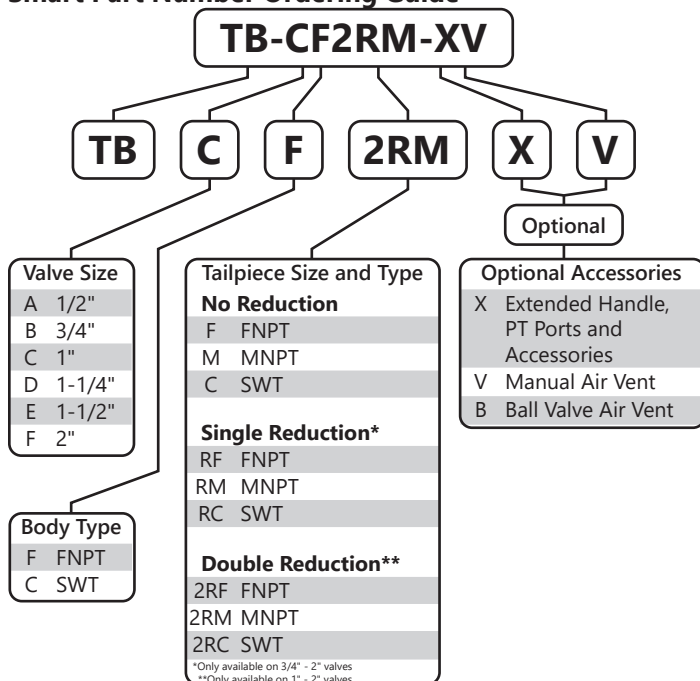 Smart Part Number Ordering Guide
TB-CF2RM-XV
TB C F 2RM X V
Optional
Valve Size
A 1/2"
B 3/4"
C 1"
D 1-1/4"
E 1-1/2"
F 2"
Body Type
F FNPT
C SWT
Tailpiece Size and Type
No Reduction
F FNPT
M MNPT
C SWT
Single Reduction*
RF FNPT
RM MNPT
RC SWT
Double Reduction**
2RF FNPT
2RM MNPT
2RC SWT
*Only available on 3/4" - 2" valves
**Only available on 1" - 2" valves
Optional Accessories
X Extended Handle,
PT Ports and
Accessories
V Manual Air Vent
B Ball Valve Air Vent